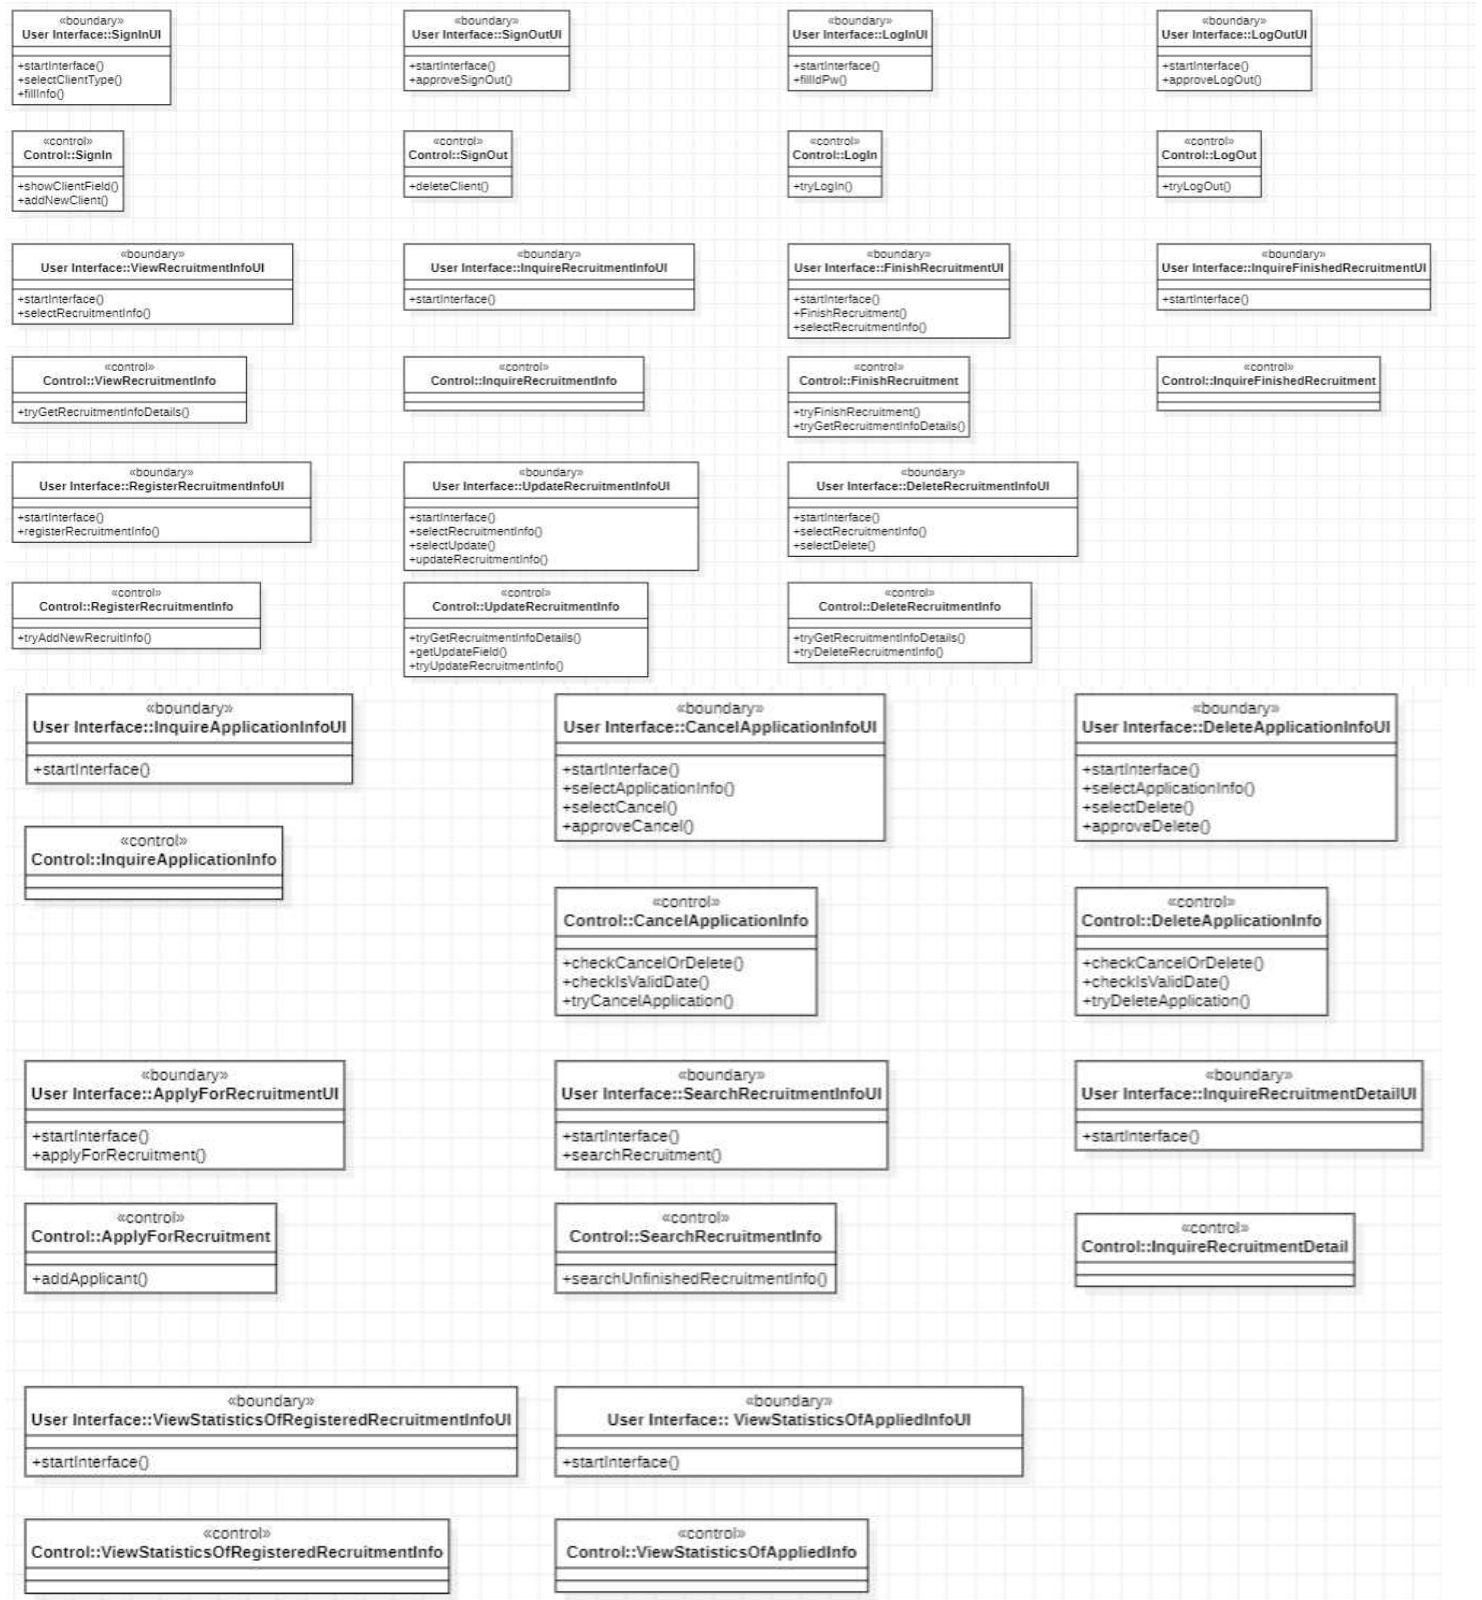 «boundary»
User Interface::SignInUI
+startInterface()
+selectClientType()
+fillInfo()
«boundary»
User Interface::SignOutUI
+startInterface()
+approveSignOut()
«boundary»
User Interface::LogInUI
+startInterface()
+fillIdPw()
«boundary»
User Interface::LogOutUI
+startInterface()
+approveLogOut()
«control»
Control::SignIn
+showClientField()
+addNewClient()
«control»
Control::SignOut
+deleteClient()
«control»
Control::LogIn
+tryLogIn()
«control»
Control::LogOut
+tryLogOut()
«boundary»
User Interface::ViewRecruitmentInfoUI
+startInterface()
+selectRecruitmentInfo()
«boundary»
User Interface::InquireRecruitmentInfoUI
+startInterface()
«boundary»
User Interface::FinishRecruitmentUI
+startInterface()
+FinishRecruitment()
+selectRecruitmentInfo()
«boundary»
User Interface::InquireFinishedRecruitmentUI
+startInterface()
«control»
Control::ViewRecruitmentInfo
+tryGetRecruitmentInfoDetails()
«control»
Control::InquireRecruitmentInfo
«control»
Control::FinishRecruitment
+tryFinishRecruitment()
+tryGetRecruitmentInfoDetails()
«control»
Control::InquireFinishedRecruitment
«boundary»
User Interface::RegisterRecruitmentInfoUI
+startInterface()
+registerRecruitmentInfo()
«boundary»
User Interface::UpdateRecruitmentInfoUI
+startInterface()
+selectRecruitmentInfo()
+selectUpdate()
+updateRecruitmentInfo()
«boundary»
User Interface::DeleteRecruitmentInfoUI
+startInterface()
+selectRecruitmentInfo()
+selectDelete()
«control»
Control::RegisterRecruitmentInfo
+tryAddNewRecruitInfo()
«control»
Control::UpdateRecruitmentInfo
+tryGetRecruitmentInfoDetails()
+getUpdateField()
+tryUpdateRecruitmentInfo()
«control»
Control::DeleteRecruitmentInfo
+tryGetRecruitmentInfoDetails()
+tryDeleteRecruitmentInfo()
«boundary»
User Interface::InquireApplicationInfoUI
+startInterface()
«boundary»
User Interface::CancelApplicationInfoUI
+startInterface()
+selectApplicationInfo()
+selectCancel()
+approveCancel()
«boundary»
User Interface::DeleteApplicationInfoUI
+startInterface()
+selectApplicationInfo()
+selectDelete()
+approveDelete()
«control»
Control::InquireApplicationInfo
«control»
Control::CancelApplicationInfo
+checkCancelOrDelete()
+checkIsValidDate()
+tryCancelApplication()
«control»
Control::DeleteApplicationInfo
+checkCancelOrDelete()
+checkIsValidDate()
+tryDeleteApplication()
«boundary»
User Interface::ApplyForRecruitmentUI
+startInterface()
+applyForRecruitment()
«boundary»
User Interface::SearchRecruitmentInfoUI
+startInterface()
+searchRecruitment()
«boundary»
User Interface::InquireRecruitmentDetailUI
+startInterface()
«control»
Control::ApplyForRecruitment
+addApplicant()
«control»
Control::SearchRecruitmentInfo
+searchUnfinishedRecruitmentInfo()
«control»
Control::InquireRecruitmentDetail
«boundary»
User Interface::ViewStatisticsOfRegisteredRecruitmentInfoUI
+startInterface()
«boundary»
User Interface:: ViewStatisticsOfAppliedInfoUI
+startInterface()
«control»
Control::ViewStatisticsOfRegisteredRecruitmentInfo
«control»
Control::ViewStatisticsOfAppliedInfo